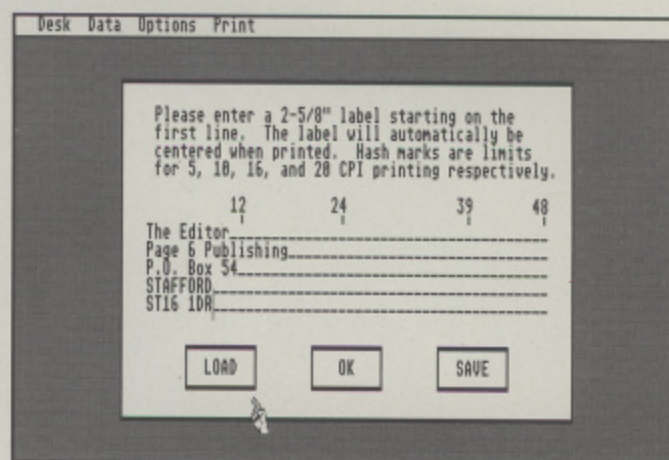 Desk Data Options Print
Please enter a 2-5/8" label starting on the
first line. The label will automatically be
centered when printed. Hash marks are limits
for 5, 10, 16, and 20 CPI printing respectively.
12 24 39 48
The Editor
Page 6 Publishing
P.O. Box 54
STAFFORD
ST16 1DR
LOAD OK SAVE